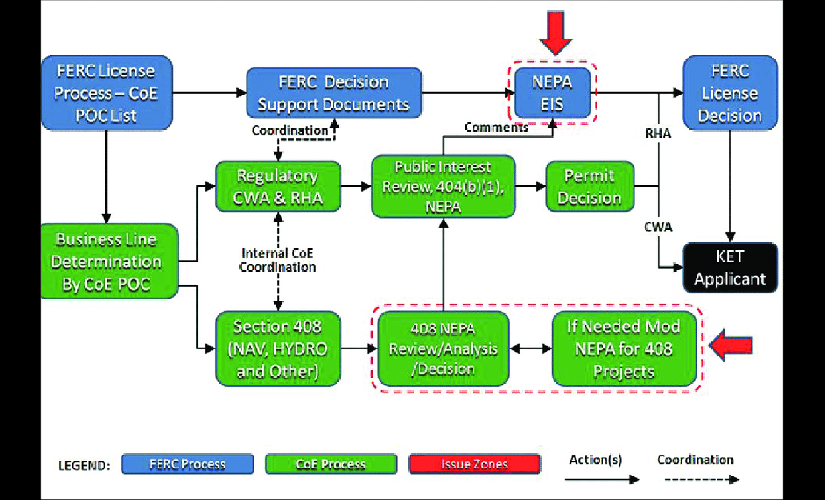 FERC License
Process – CoE
POC List
FERC Decision
Support Documents
NEPA
EIS
FERC
License
Decision
Coordination
Comments
RHA
Regulatory
CWA & RHA
Public Interest
Review, 404(b)(1),
NEPA
Permit
Decision
CWA
Business Line
Determination
By CoE POC
Internal CoE
Coordination
KET
Applicant
Section 408
(NAV, HYDRO
and Other)
408 NEPA
Review/Analysis
/Decision
If Needed Mod
NEPA for 408
Projects
LEGEND:
FERC Process
CoE Process
Issue Zones
Action(s)
Coordination